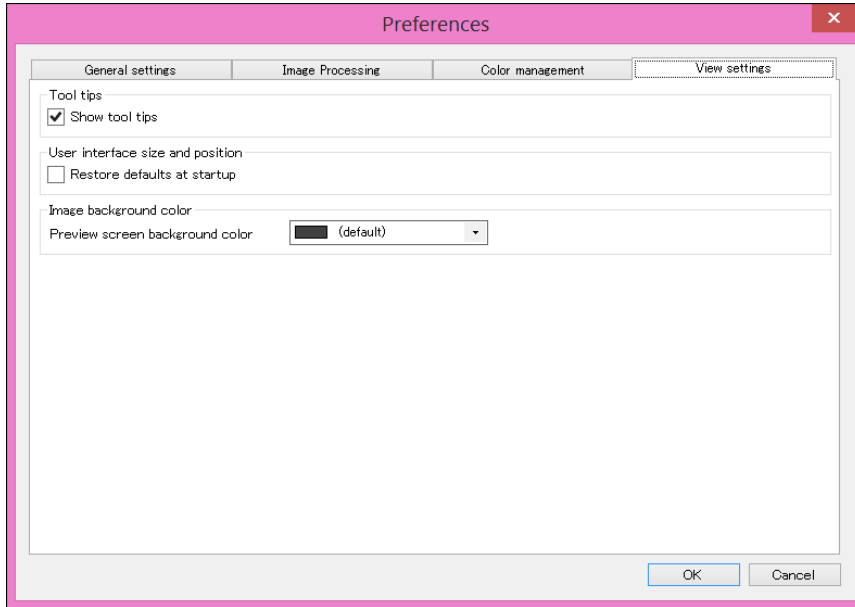 Preferences
General settings
Image Processing
Color management
View settings
Tool tips
Show tool tips
User interface size and position
Restore defaults at startup
Image background color
Preview screen background color
(default)
OK
Cancel